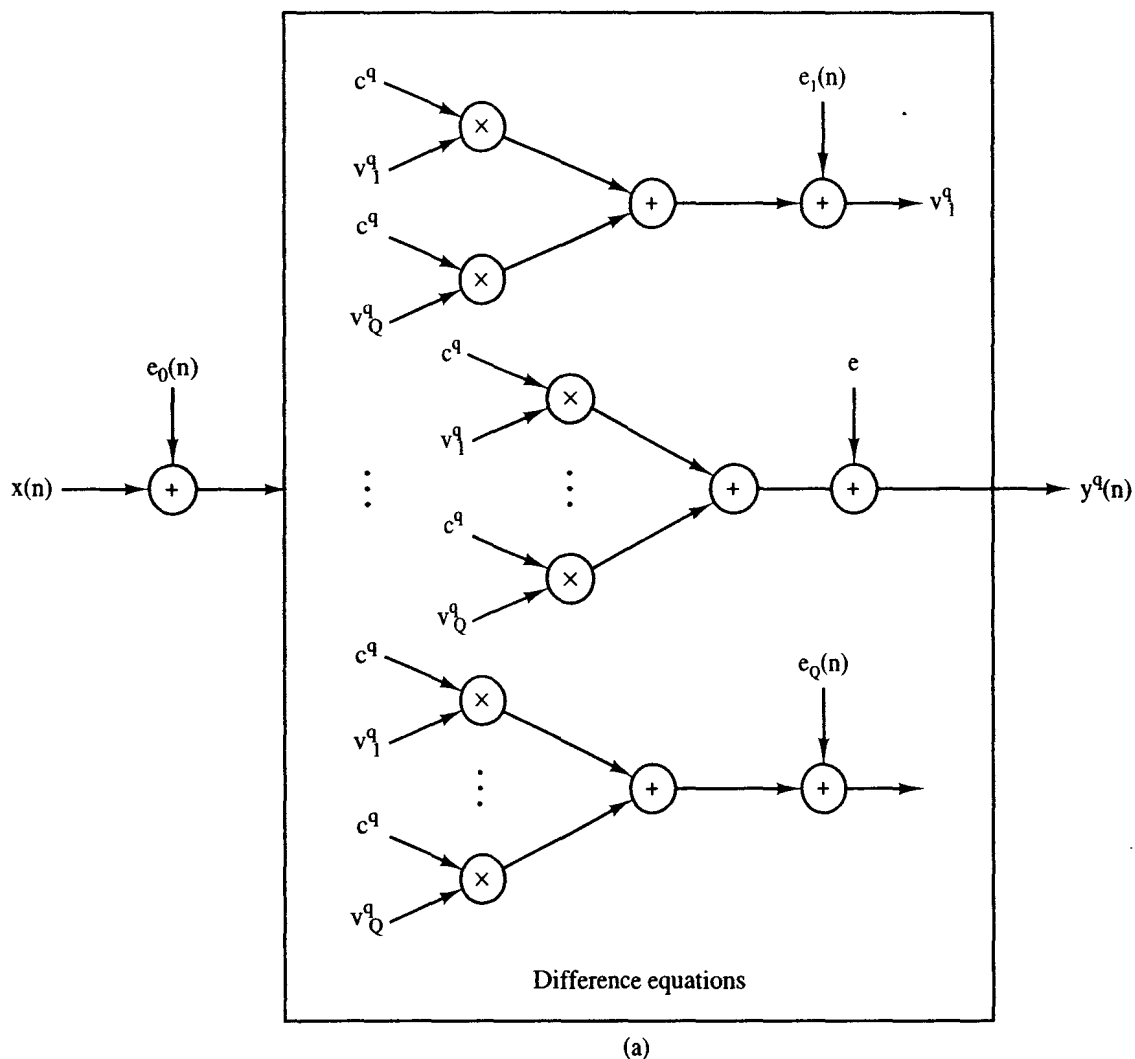 c^q
e_1(n)
×
v_1^q
+
+
v_1^q
c^q
×
v_Q^q
e_0(n)
c^q
e
×
v_1^q
x(n)
+
+
+
y^q(n)
c^q
×
v_Q^q
c^q
e_Q(n)
×
v_1^q
+
+
c^q
×
v_Q^q
Difference equations
(a)